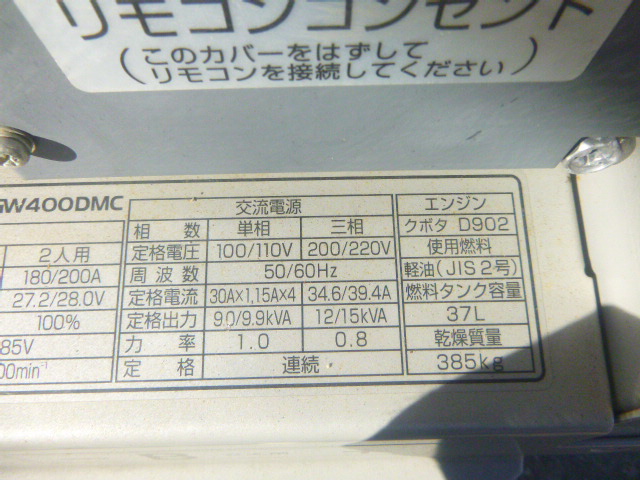 リモコンコンセント
(このカバーをはずして
リモコンを接続してください)
GW400DMC
交流電源
エンジン
相 数 単相 三相 クボタ D902
2人用 定格電圧 100/110V 200/220V 使用燃料
180/200A 周波数 50/60Hz 軽油(JIS2号)
27.2/28.0V 定格電流 30A×1,15A×4 34.6/39.4A 燃料タンク容量
100% 定格出力 9.0/9.9kVA 12/15kVA 37L
85V 力 率 1.0 0.8 乾燥質量
00min⁻¹ 定 格 連続 385kg